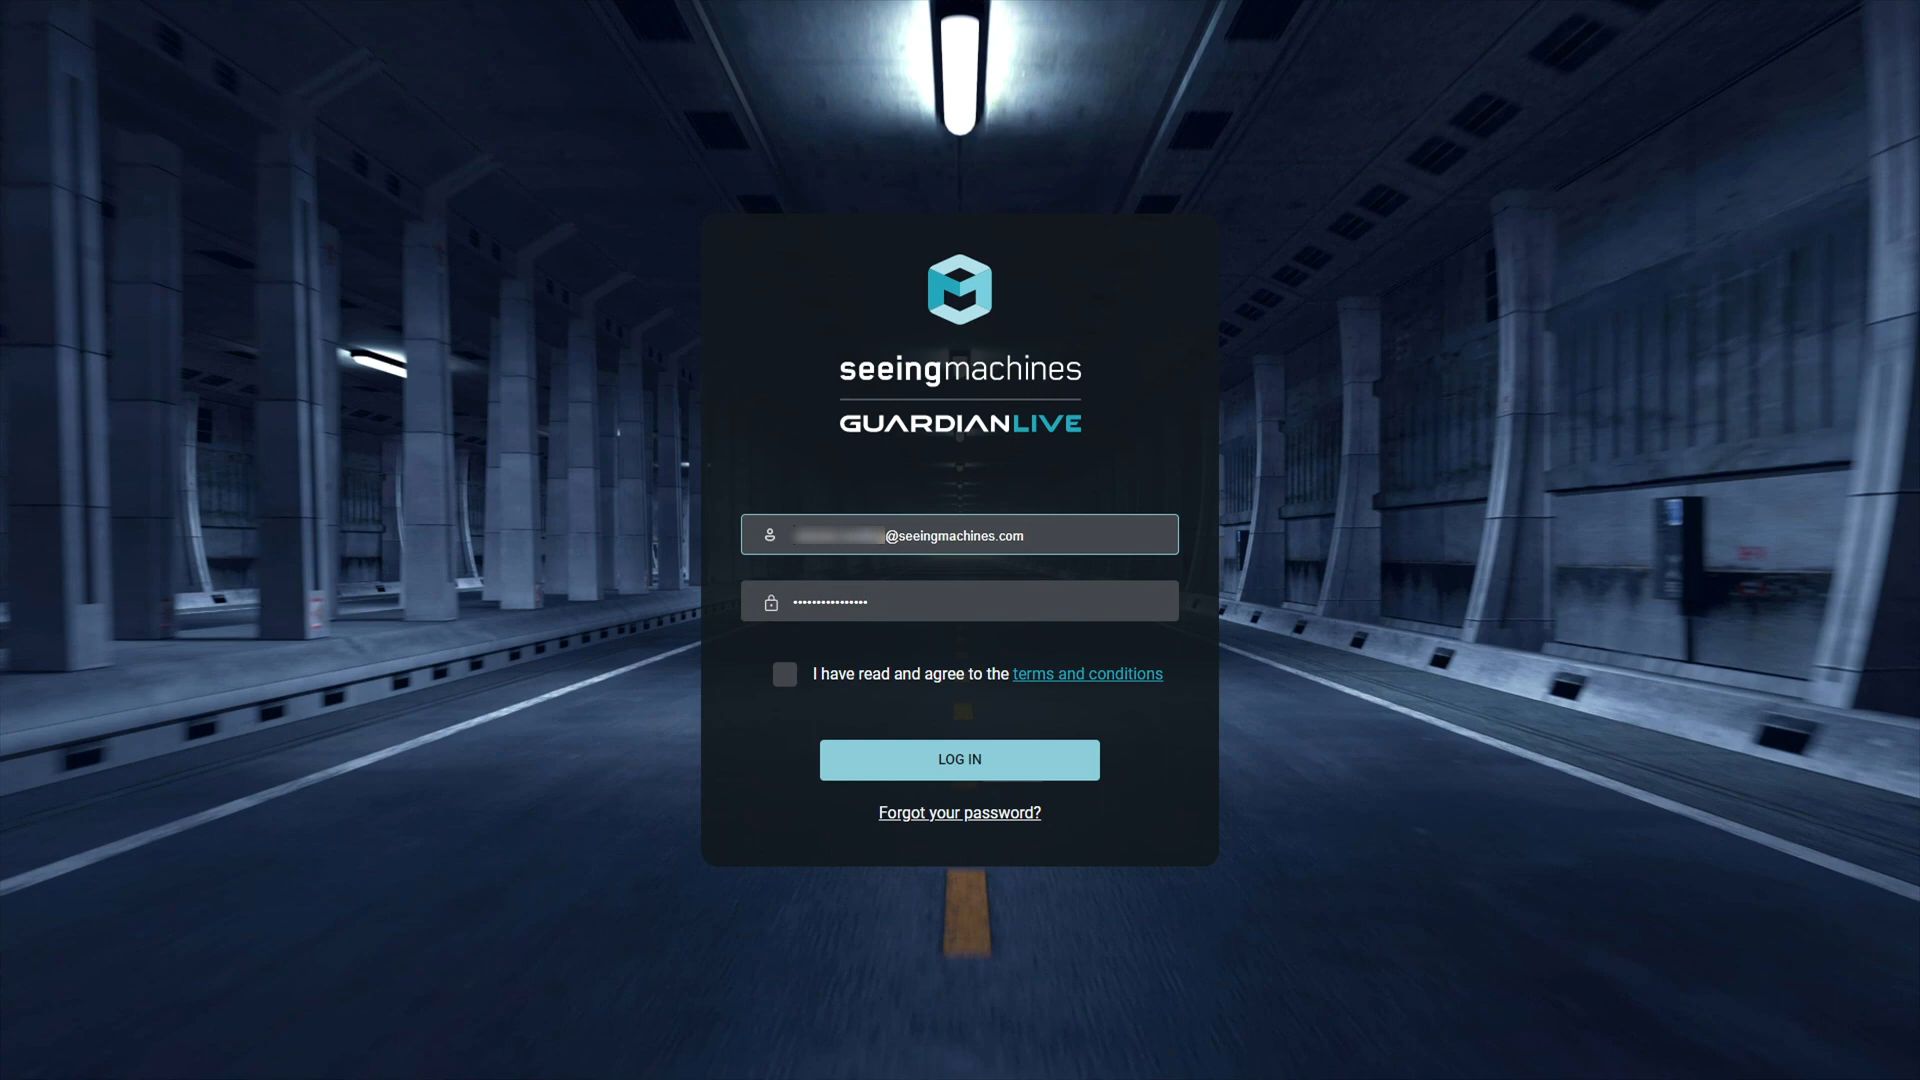 seeingmachines
GUARDIANLIVE
@seeingmachines.com
I have read and agree to the terms and conditions
LOG IN
Forgot your password?